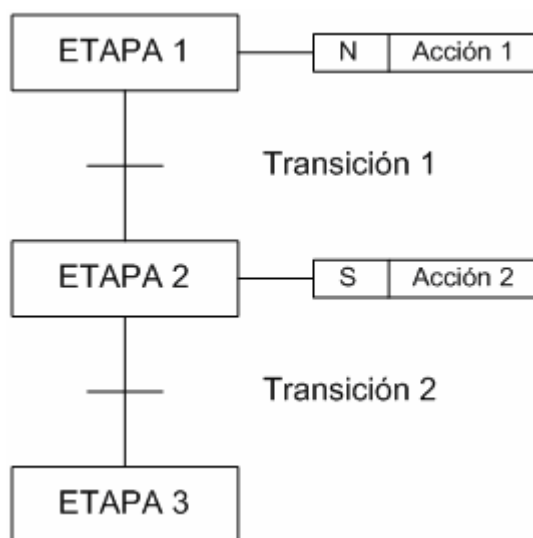 ETAPA 1
N Acción 1
Transición 1
ETAPA 2
S Acción 2
Transición 2
ETAPA 3